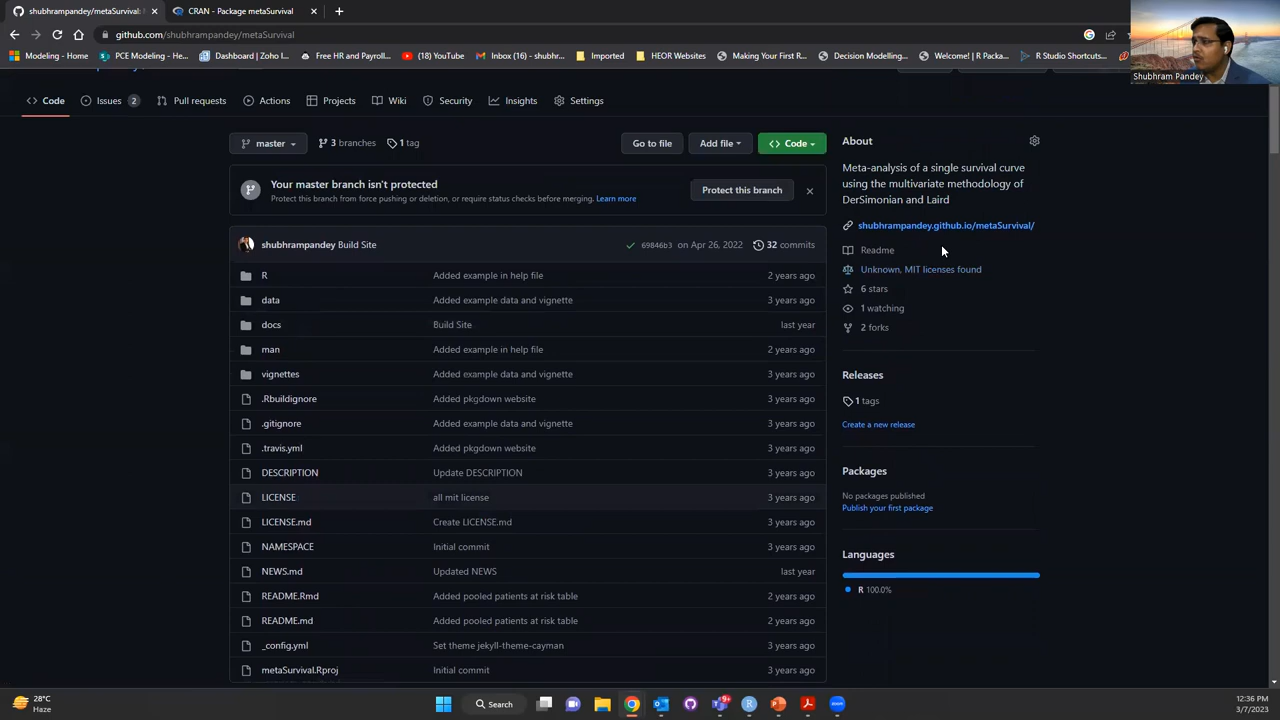 shubhrampandey/metaSurvival:
CRAN - Package metaSurvival
github.com/shubhrampandey/metaSurvival
Modeling - Home
PCE Modeling - He...
Dashboard | Zoho I...
Free HR and Payroll...
(18) YouTube
Inbox (16) - shubhr...
Imported
HEOR Websites
Making Your First R...
Decision Modelling...
Welcome! | R Packa...
R Studio Shortcuts...
Shubhram Pandey
Code
Issues 2
Pull requests
Actions
Projects
Wiki
Security
Insights
Settings
master
3 branches
1 tag
Go to file
Add file
Code
Your master branch isn't protected
Protect this branch from force pushing or deletion, or require status checks before merging. Learn more
Protect this branch
shubhrampandey Build Site 69846b3 on Apr 26, 2022 32 commits
R Added example in help file 2 years ago
data Added example data and vignette 3 years ago
docs Build Site last year
man Added example in help file 2 years ago
vignettes Added example data and vignette 3 years ago
.Rbuildignore Added pkgdown website 3 years ago
.gitignore Added example data and vignette 3 years ago
.travis.yml Added pkgdown website 3 years ago
DESCRIPTION Update DESCRIPTION 3 years ago
LICENSE all mit license 3 years ago
LICENSE.md Create LICENSE.md 3 years ago
NAMESPACE Initial commit 3 years ago
NEWS.md Updated NEWS last year
README.Rmd Added pooled patients at risk table 2 years ago
README.md Added pooled patients at risk table 2 years ago
_config.yml Set theme jekyll-theme-cayman 3 years ago
metaSurvival.Rproj Initial commit 3 years ago
About
Meta-analysis of a single survival curve
using the multivariate methodology of
DerSimonian and Laird
shubhrampandey.github.io/metaSurvival/
Readme
Unknown, MIT licenses found
6 stars
1 watching
2 forks
Releases
1 tags
Create a new release
Packages
No packages published
Publish your first package
Languages
R 100.0%
28°C
Haze
Search
12:36 PM
3/7/2023